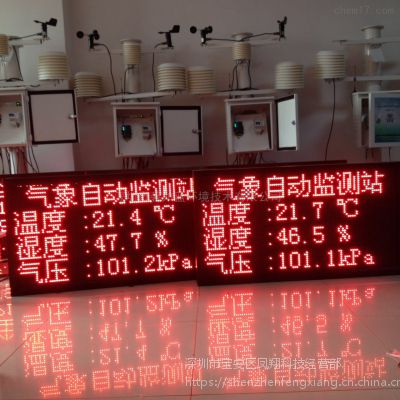 气象自动监测站
温度:21.4 ℃
湿度:47.7 %
气压:101.2kPa
气象自动监测站
温度:21.7 ℃
湿度:46.5 %
气压:101.1kPa
深圳市宝安区凤翔科技经营部
https://shenzhenfengxiang.cn.china.cn